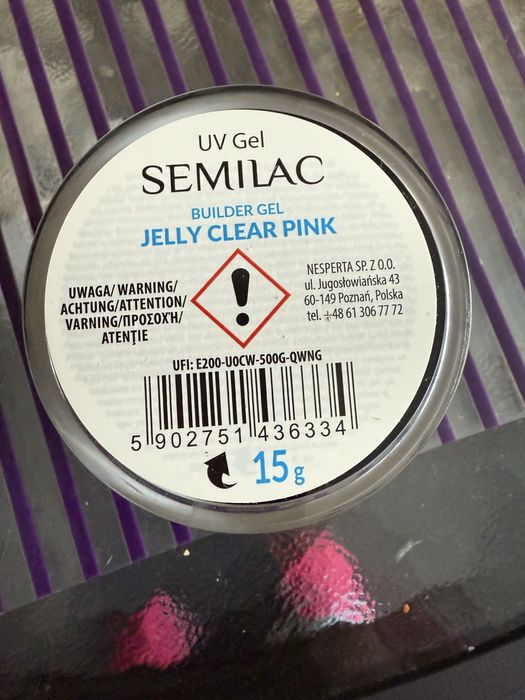 UV Gel
SEMILAC
BUILDER GEL
JELLY CLEAR PINK
UWAGA/ WARNING/
ACHTUNG/ATTENTION/
VARNING/ΠΡΟΣΟΧΉ/
ATENȚIE
NESPERTA SP. Z O.O.
ul. Jugosłowiańska 43
60-149 Poznań, Polska
tel. +48 61 306 77 72
UFI: E200-U0CW-500G-QWNG
5 902751 436334
15 g